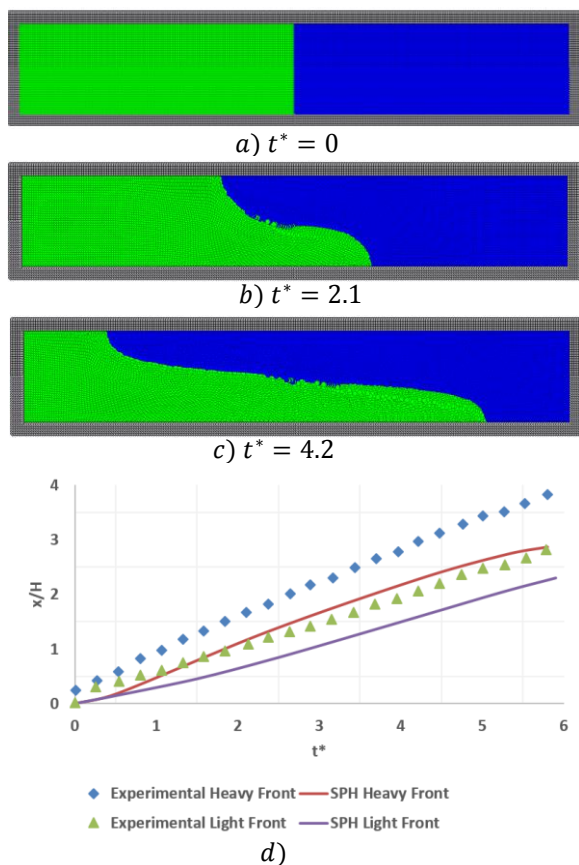 a) t* = 0
b) t* = 2.1
c) t* = 4.2
4
3
2
1
0
x/H
0 1 2 3 4 5 6
t*
Experimental Heavy Front SPH Heavy Front
Experimental Light Front SPH Light Front
d)